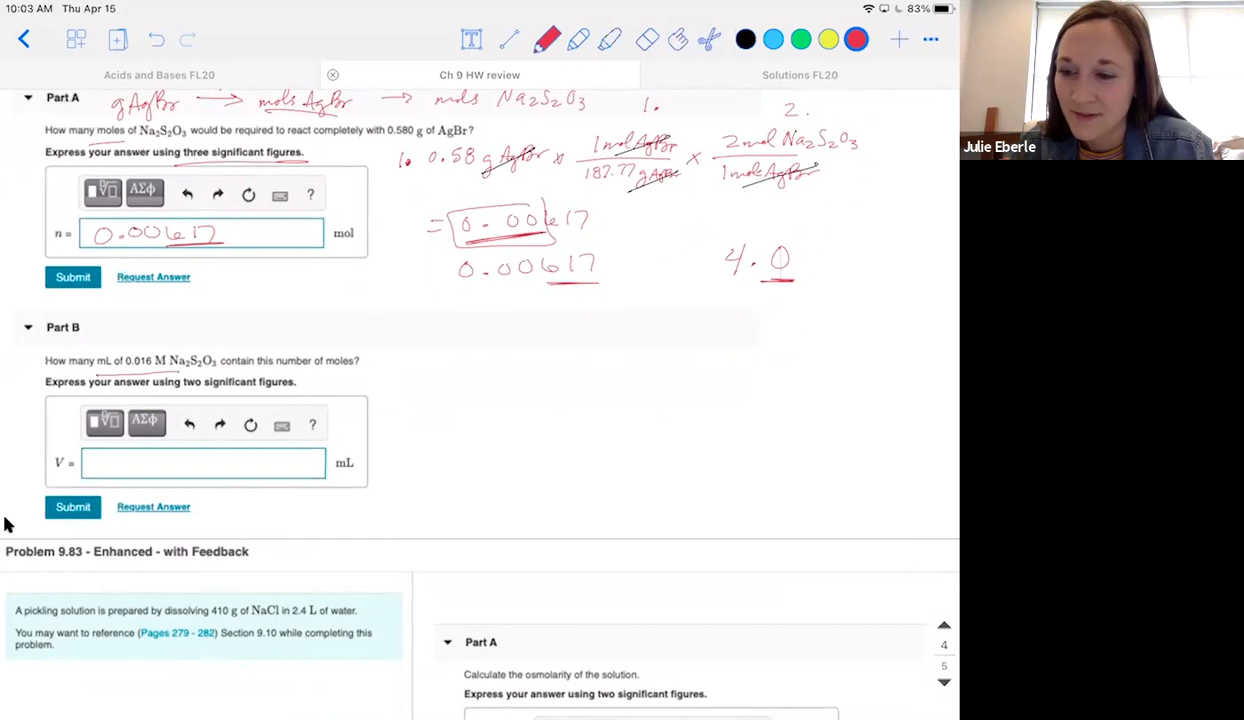 10:03 AM Thu Apr 15
83%
Acids and Bases FL20
Ch 9 HW review
Solutions FL20
Julie Eberle
Part A
g AgBr → mols AgBr → mols Na2S2O3 1. 2.
How many moles of Na2S2O3 would be required to react completely with 0.580 g of AgBr?
Express your answer using three significant figures.
1. 0.58 g AgBr x 1 mol AgBr / 187.77 g AgBr x 2 mol Na2S2O3 / 1 mol AgBr
ΑΣΦ
?
= 0.00617
n = 0.00617 mol
0.00617
4.0
Submit Request Answer
Part B
How many mL of 0.016 M Na2S2O3 contain this number of moles?
Express your answer using two significant figures.
ΑΣΦ
?
V = mL
Submit Request Answer
Problem 9.83 - Enhanced - with Feedback
A pickling solution is prepared by dissolving 410 g of NaCl in 2.4 L of water.
You may want to reference (Pages 279 - 282) Section 9.10 while completing this
problem.
Part A
Calculate the osmolarity of the solution.
Express your answer using two significant figures.
4
5